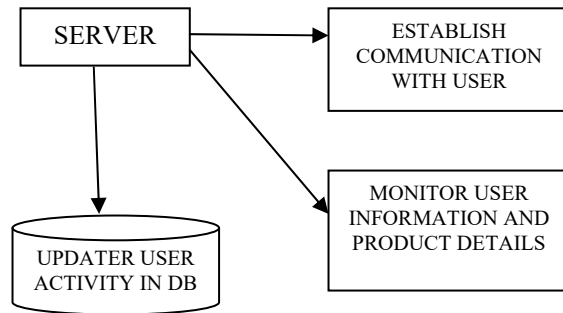 SERVER
ESTABLISH
COMMUNICATION
WITH USER
MONITOR USER
INFORMATION AND
PRODUCT DETAILS
UPDATER USER
ACTIVITY IN DB